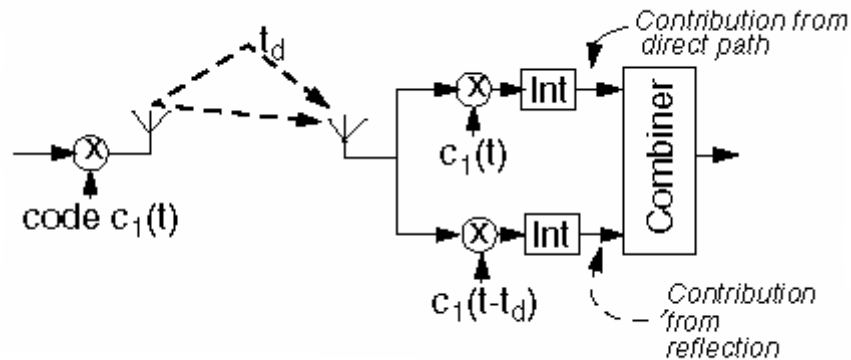 t_d
Contribution from
direct path
X
Int
c_1(t)
X
code c_1(t)
Combiner
X
Int
c_1(t-t_d)
Contribution
from
reflection